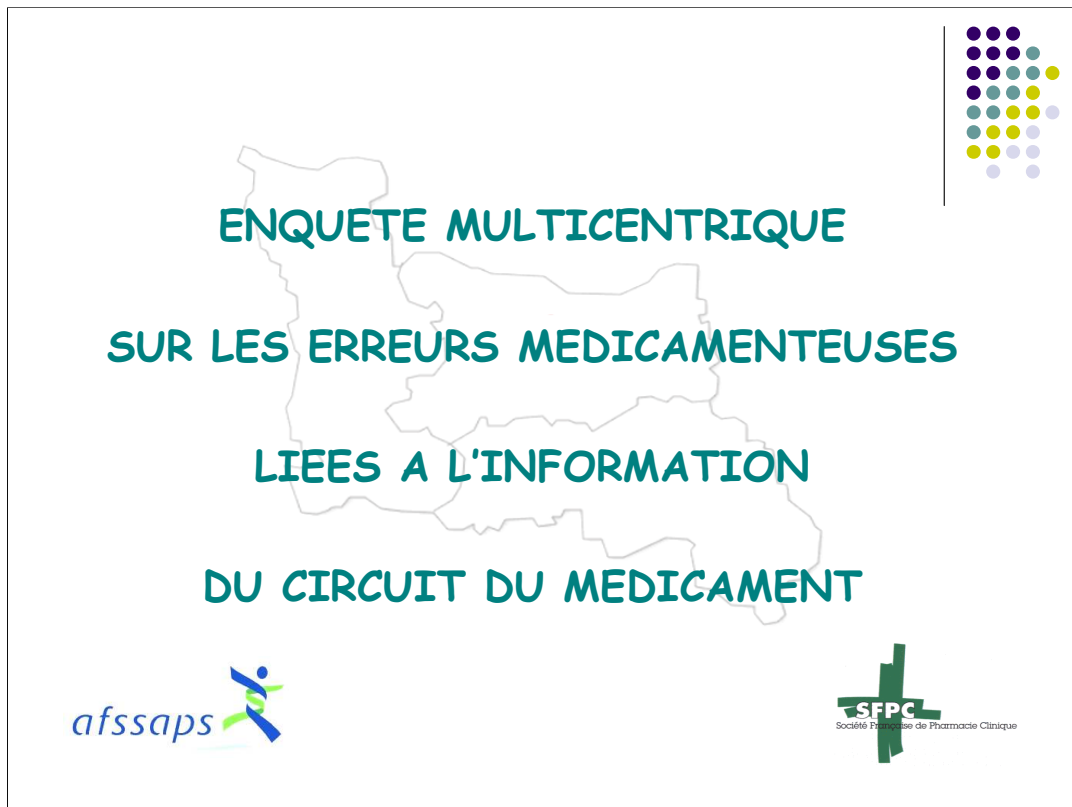 ENQUETE MULTICENTRIQUE
SUR LES ERREURS MEDICAMENTEUSES
LIEES A L'INFORMATION
DU CIRCUIT DU MEDICAMENT
afssaps
SFPC
Société Française de Pharmacie Clinique